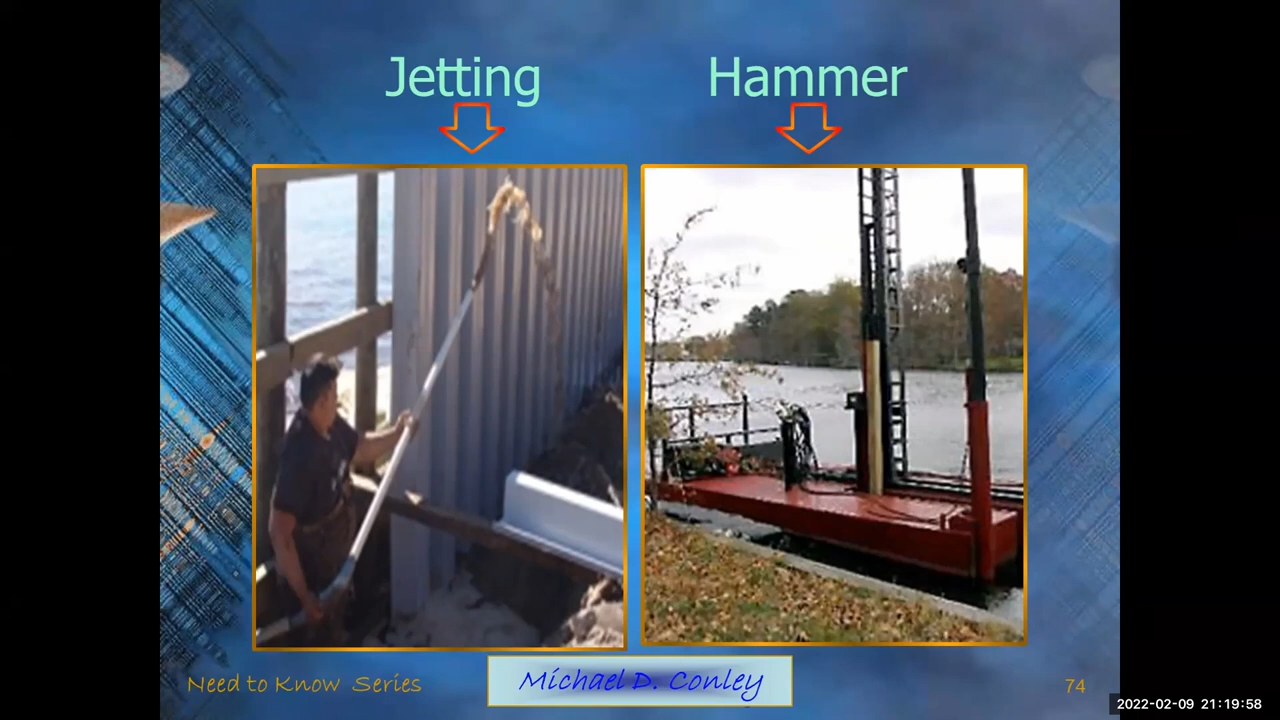 Jetting
Hammer
Need to Know Series
Michael D. Conley
74
2022-02-09 21:19:58